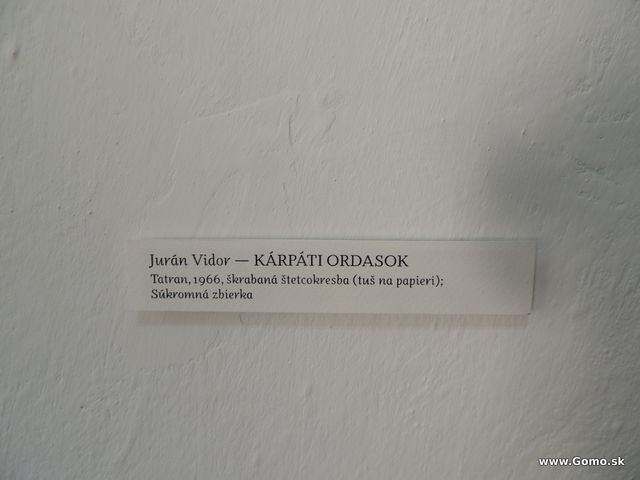 Jurán Vidor — KÁRPÁTI ORDASOK
Tatran, 1966, škrabaná štetcokresba (tuš na papieri);
Súkromná zbierka
www.Gomo.sk